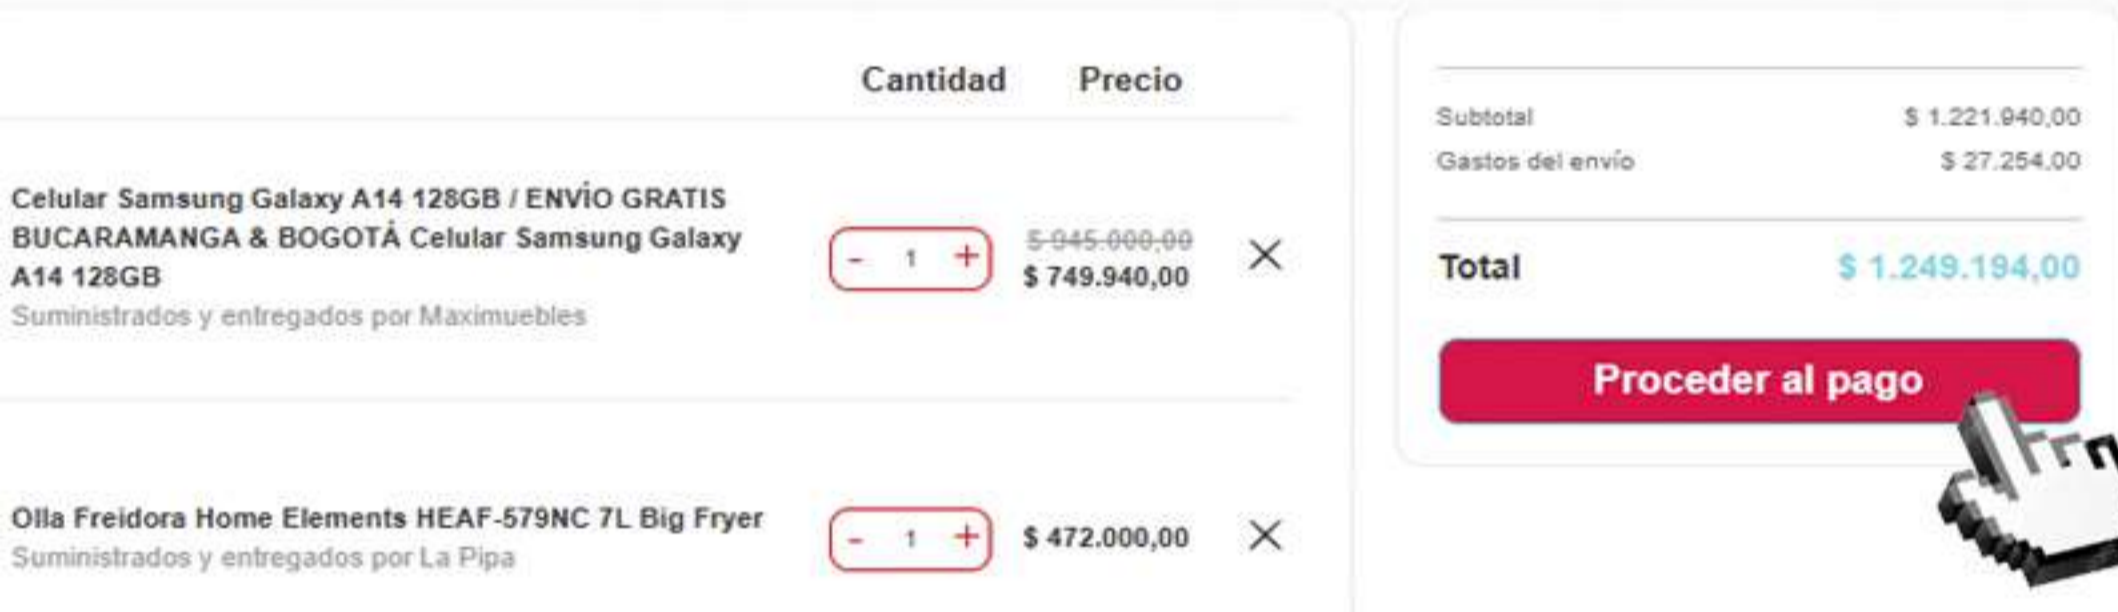 Cantidad Precio
Celular Samsung Galaxy A14 128GB / ENVÍO GRATIS
BUCARAMANGA & BOGOTÁ Celular Samsung Galaxy
A14 128GB
Suministrados y entregados por Maximuebles
- 1 +
$ 945.000,00
$ 749.940,00
Olla Freidora Home Elements HEAF-579NC 7L Big Fryer
Suministrados y entregados por La Pipa
- 1 +
$ 472.000,00
Subtotal $ 1.221.940,00
Gastos del envío $ 27.254,00
Total $ 1.249.194,00
Proceder al pago